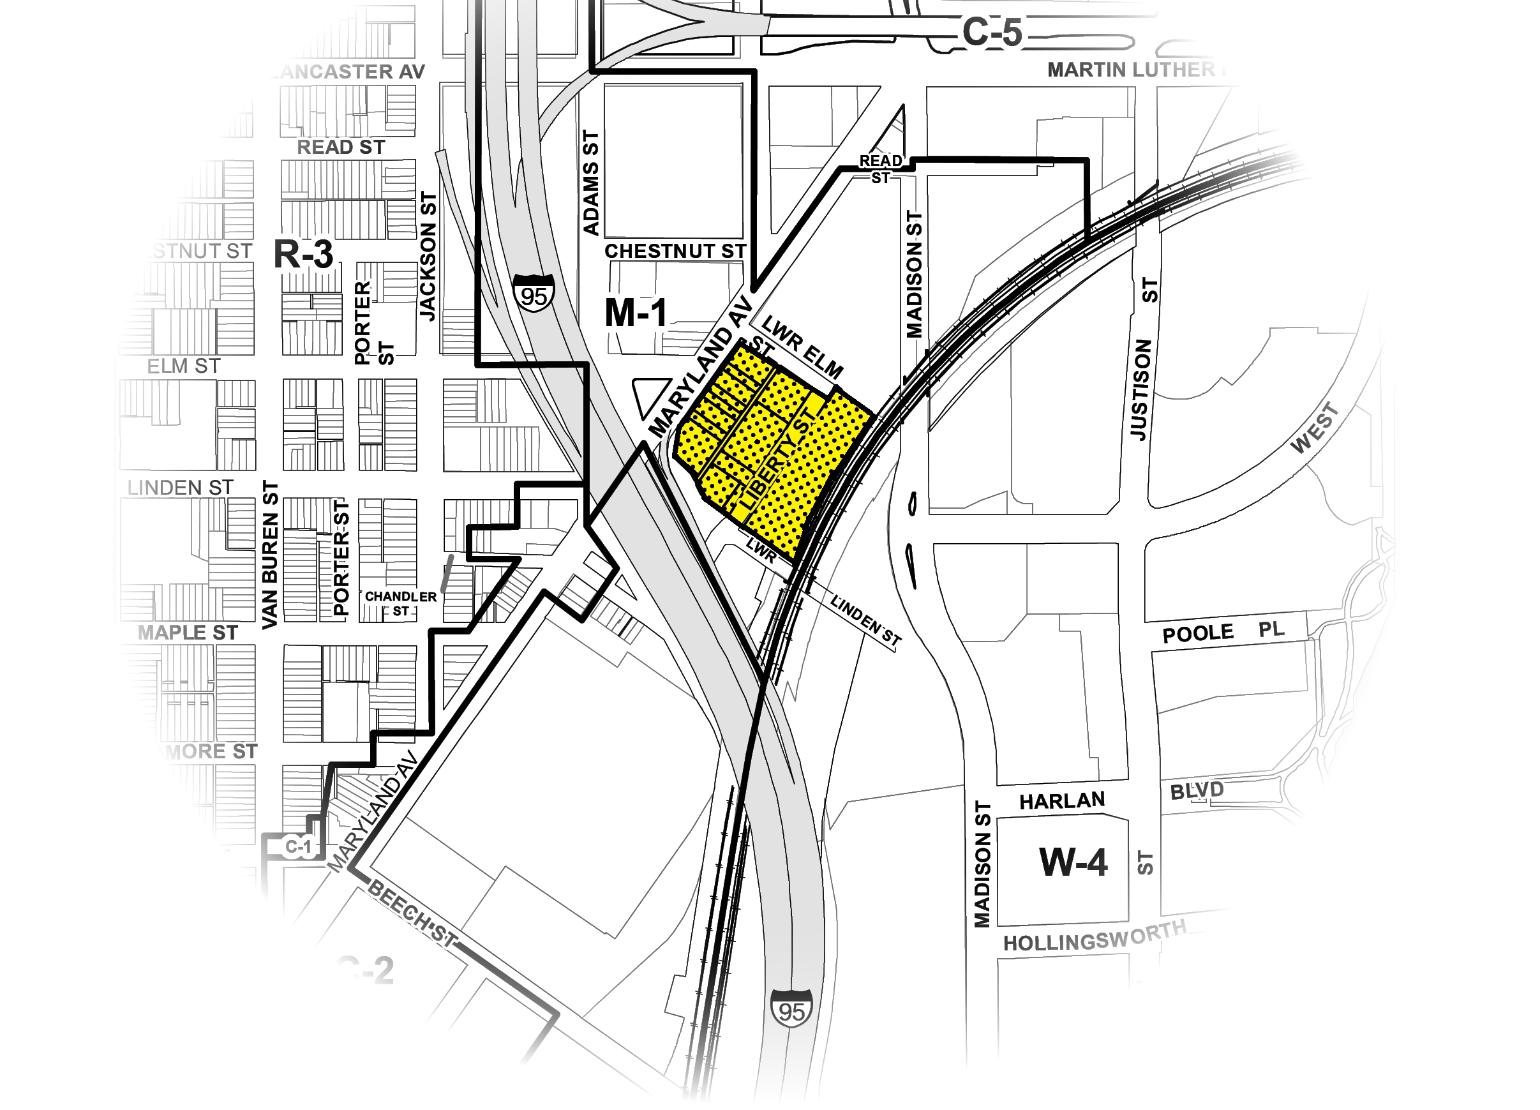 C-5
LANCASTER AV
MARTIN LUTHER
READ ST
READ
ST
ADAMS ST
JACKSON ST
MADISON ST
STNUT ST
R-3
CHESTNUT ST
95
M-1
PORTER
ST
JUSTISON
ST
MARYLAND AV
LWR ELM
ST
ELM ST
LIBERTY ST
WEST
LINDEN ST
VAN BUREN ST
PORTER ST
LWR
LINDEN ST
CHANDLER
ST
MAPLE ST
POOLE PL
MORE ST
MARYLAND AV
HARLAN
BLVD
C-1
MADISON ST
W-4
ST
BEECH ST
HOLLINGSWORTH
C-2
95